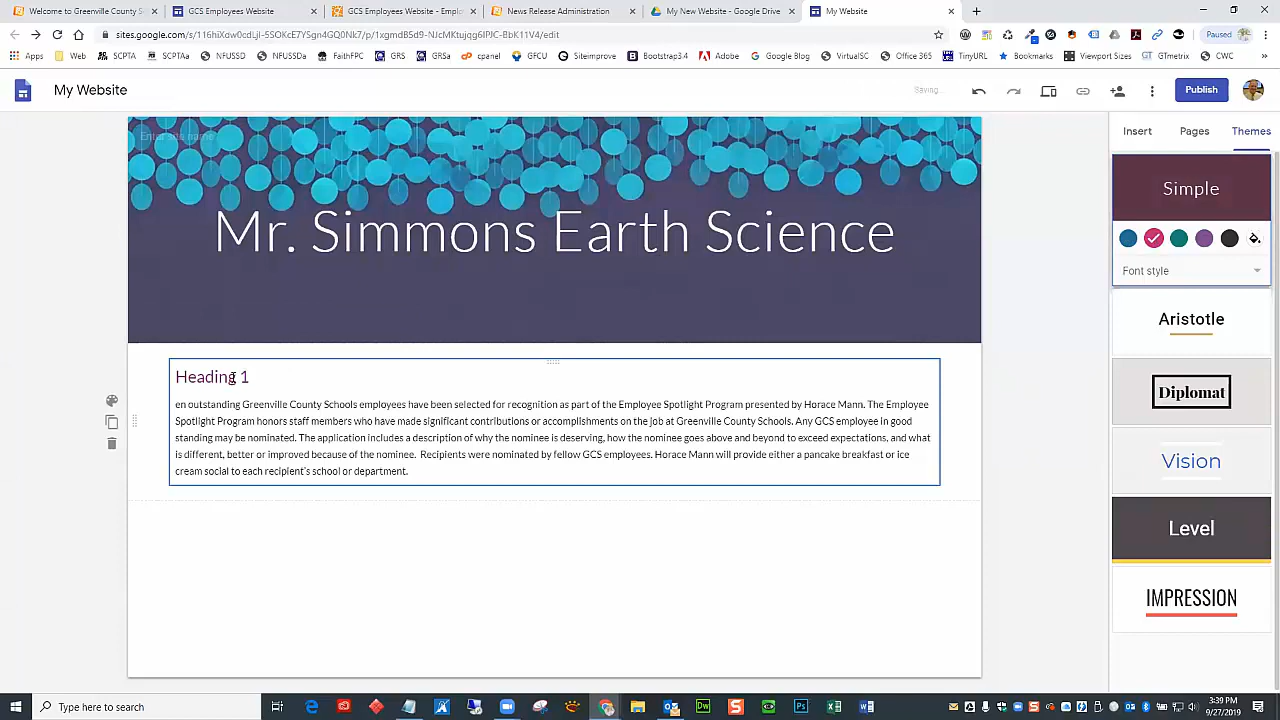 Welcome to Greenville County S
GCS Employees Website
GCS Employees Website - Emplo
News Release Administration
My New Website - Google Drive
My Website
Paused
Apps
Web
SCPTA
SCPTAa
NFUSSD
NFUSSDa
FaithFPC
GRS
GRSa
cpanel
GFCU
Siteimprove
Bootstrap3.4
Google
Adobe
Google Blog
VirtualSC
Office 365
TinyURL
Bookmarks
Viewport Sizes
GTmetrix
CWC
My Website
Saving...
Publish
Enter site name
Insert
Pages
Themes
Mr. Simmons Earth Science
Simple
Font style
Aristotle
Diplomat
Vision
Level
IMPRESSION
Heading 1
en outstanding Greenville County Schools employees have been selected for recognition as part of the Employee Spotlight Program presented by Horace Mann. The Employee
Spotlight Program honors staff members who have made significant contributions or accomplishments on the job at Greenville County Schools. Any GCS employee in good
standing may be nominated. The application includes a description of why the nominee is deserving, how the nominee goes above and beyond to exceed expectations, and what
is different, better or improved because of the nominee. Recipients were nominated by fellow GCS employees. Horace Mann will provide either a pancake breakfast or ice
cream social to each recipient's school or department.
Type here to search
3:39 PM
9/27/2019